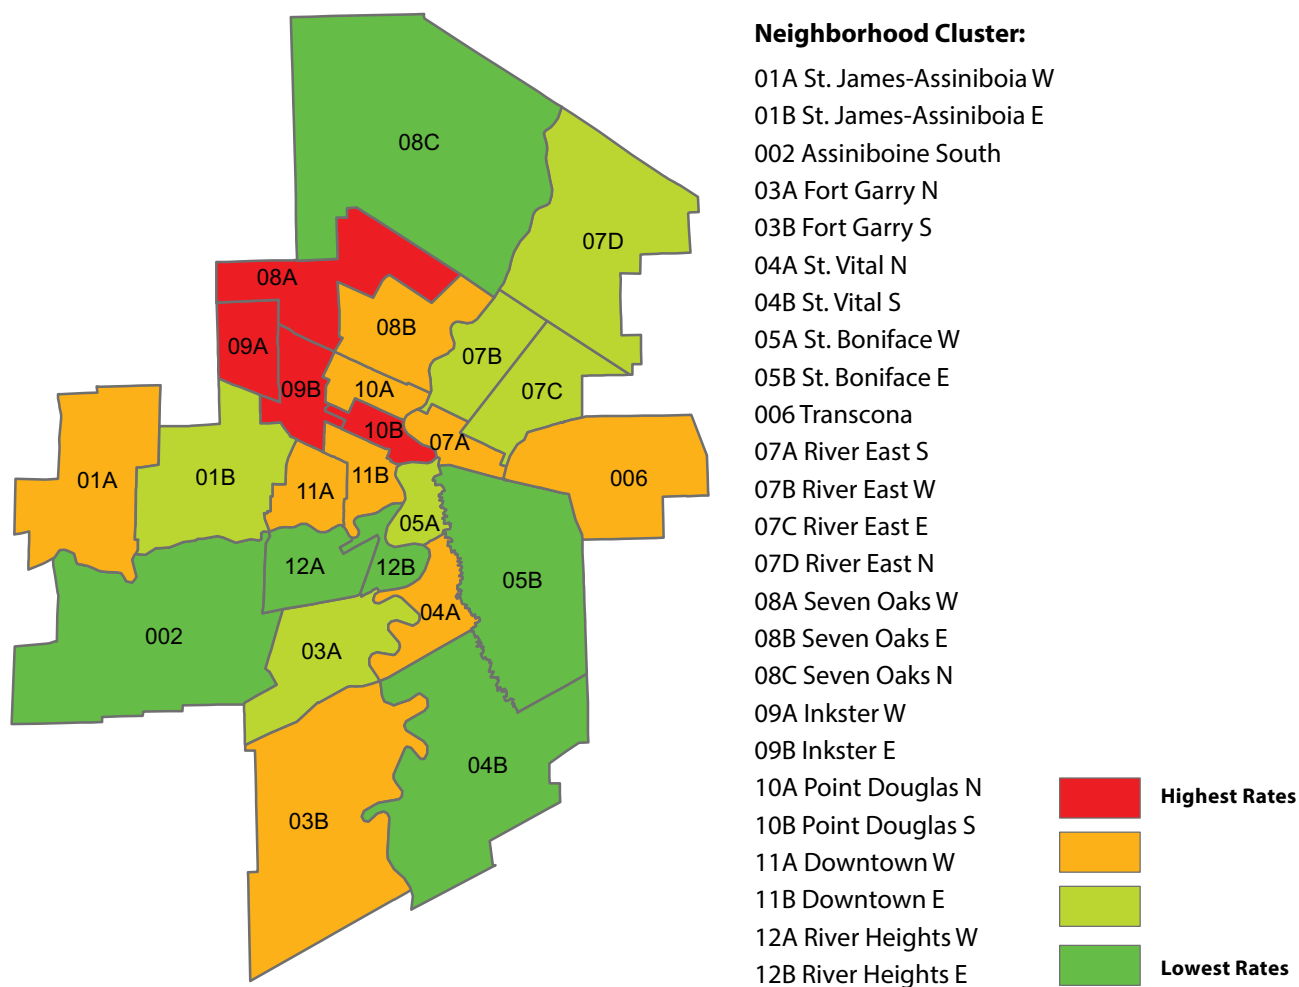 Neighborhood Cluster:
01A St. James-Assiniboia W
01B St. James-Assiniboia E
002 Assiniboine South
03A Fort Garry N
03B Fort Garry S
04A St. Vital N
04B St. Vital S
05A St. Boniface W
05B St. Boniface E
006 Transcona
07A River East S
07B River East W
07C River East E
07D River East N
08A Seven Oaks W
08B Seven Oaks E
08C Seven Oaks N
09A Inkster W
09B Inkster E
10A Point Douglas N
10B Point Douglas S
11A Downtown W
11B Downtown E
12A River Heights W
12B River Heights E
Highest Rates
Lowest Rates
08C
07D
08A
08B
09A
07B
09B
10A
07C
10B
07A
01A
01B
11A
11B
006
05A
12A
12B
05B
04A
002
03A
04B
03B